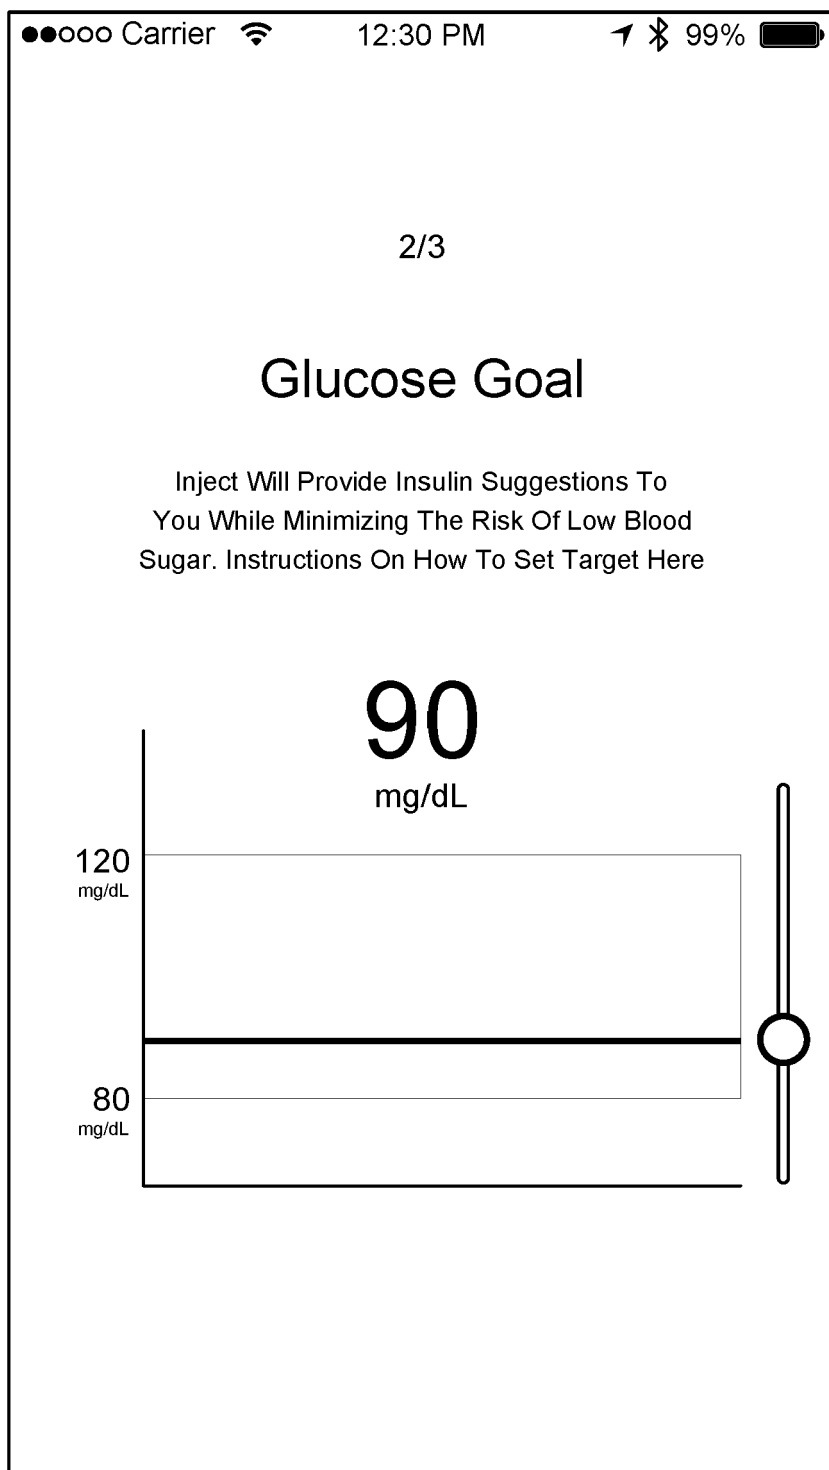 Carrier 12:30 PM 99%
2/3
Glucose Goal
Inject Will Provide Insulin Suggestions To
You While Minimizing The Risk Of Low Blood
Sugar. Instructions On How To Set Target Here
90
mg/dL
120
mg/dL
80
mg/dL